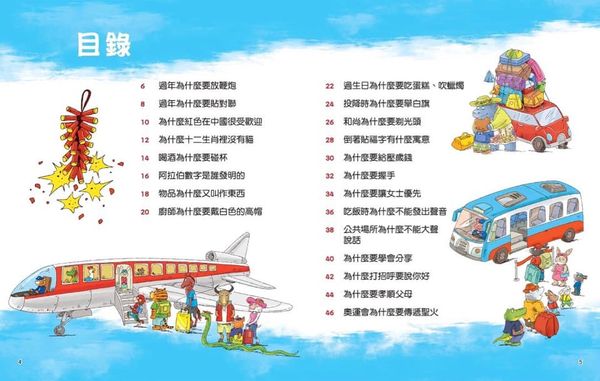 目錄
6 過年為什麼要放鞭炮
8 過年為什麼要貼對聯
10 為什麼紅色在中國很受歡迎
12 為什麼十二生肖裡沒有貓
14 喝酒為什麼要碰杯
16 阿拉伯數字是誰發明的
18 物品為什麼又叫作東西
20 廚師為什麼要戴白色的高帽
22 過生日為什麼要吃蛋糕、吹蠟燭
24 投降時為什麼要舉白旗
26 和尚為什麼要剃光頭
28 倒著貼福字有什麼寓意
30 為什麼要給壓歲錢
32 為什麼要握手
34 為什麼要讓女士優先
36 吃飯時為什麼不能發出聲音
38 公共場所為什麼不能大聲
說話
40 為什麼要學會分享
42 為什麼打招呼要說你好
44 為什麼要孝順父母
46 奧運會為什麼要傳遞聖火
4
5